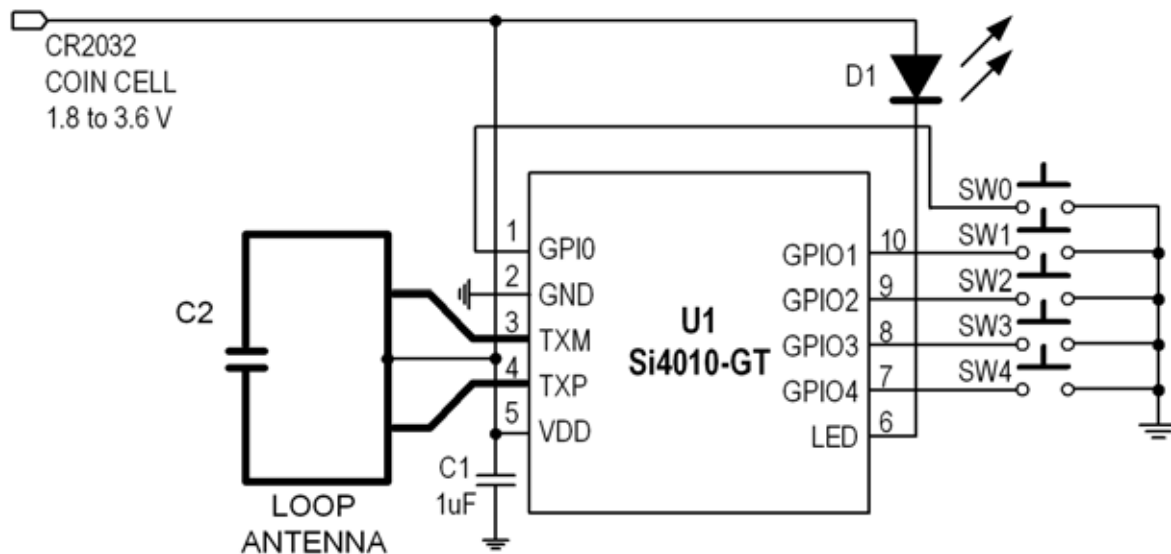 CR2032
COIN CELL
1.8 to 3.6 V
D1
SW0
1
GPI0
GPIO1
10
SW1
2
GND
GPIO2
9
SW2
C2
3
TXM
U1
GPIO3
8
SW3
Si4010-GT
4
TXP
GPIO4
7
SW4
5
VDD
LED
6
C1
1uF
LOOP
ANTENNA